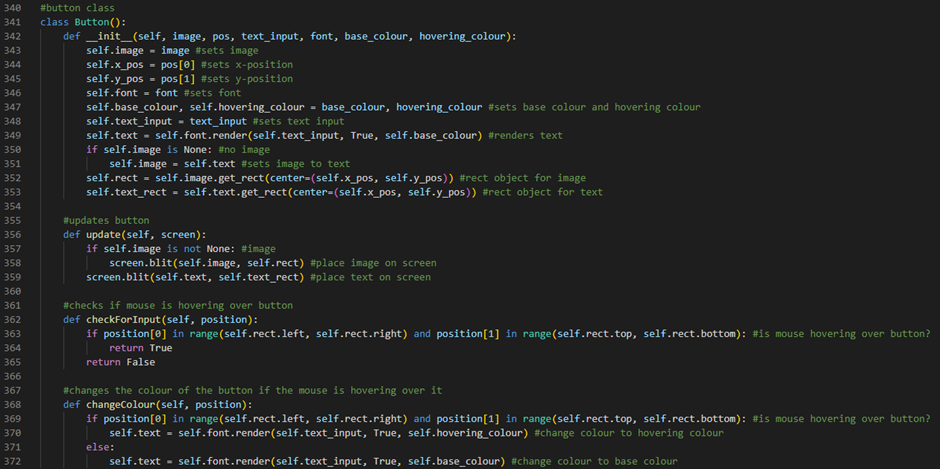 340 #button class
341 class Button():
342     def __init__(self, image, pos, text_input, font, base_colour, hovering_colour):
343         self.image = image #sets image
344         self.x_pos = pos[0] #sets x-position
345         self.y_pos = pos[1] #sets y-position
346         self.font = font #sets font
347         self.base_colour, self.hovering_colour = base_colour, hovering_colour #sets base colour and hovering colour
348         self.text_input = text_input #sets text input
349         self.text = self.font.render(self.text_input, True, self.base_colour) #renders text
350         if self.image is None: #no image
351             self.image = self.text #sets image to text
352         self.rect = self.image.get_rect(center=(self.x_pos, self.y_pos)) #rect object for image
353         self.text_rect = self.text.get_rect(center=(self.x_pos, self.y_pos)) #rect object for text
354
355     #updates button
356     def update(self, screen):
357         if self.image is not None: #image
358             screen.blit(self.image, self.rect) #place image on screen
359         screen.blit(self.text, self.text_rect) #place text on screen
360
361     #checks if mouse is hovering over button
362     def checkForInput(self, position):
363         if position[0] in range(self.rect.left, self.rect.right) and position[1] in range(self.rect.top, self.rect.bottom): #is mouse hovering over button?
364             return True
365         return False
366
367     #changes the colour of the button if the mouse is hovering over it
368     def changeColour(self, position):
369         if position[0] in range(self.rect.left, self.rect.right) and position[1] in range(self.rect.top, self.rect.bottom): #is mouse hovering over button?
370             self.text = self.font.render(self.text_input, True, self.hovering_colour) #change colour to hovering colour
371         else:
372             self.text = self.font.render(self.text_input, True, self.base_colour) #change colour to base colour